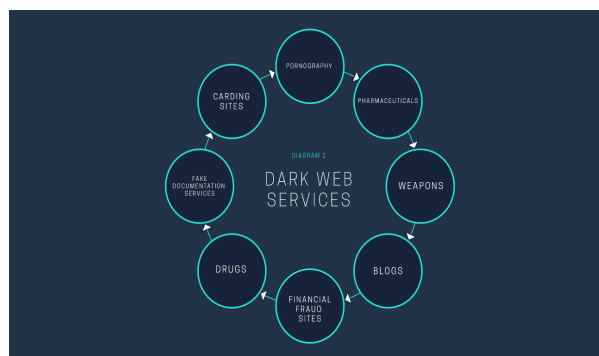 DIAGRAM 1
DARK WEB
SERVICES
PORNOGRAPHY
PHARMACEUTICALS
WEAPONS
BLOGS
FINANCIAL
FRAUD
SITES
DRUGS
FAKE
DOCUMENTATION
SERVICES
CARDING
SITES